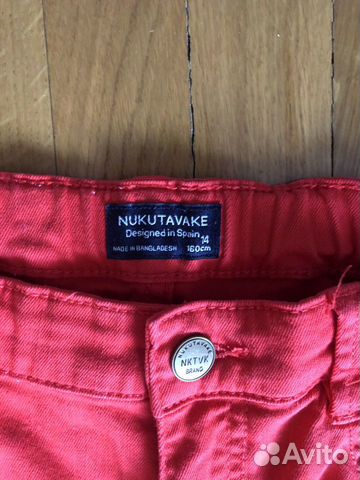 NUKUTAVAKE
Designed in Spain
14
MADE IN BANGLADESH 160cm
NUKUTAVAKE
NKTVK
BRAND
Avito